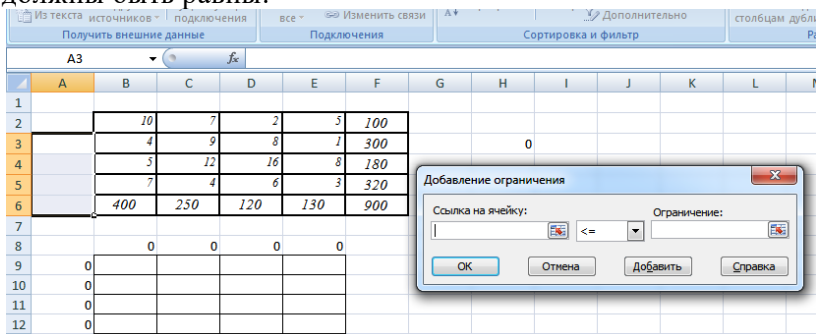 должны быть равны.
Из текста источников подключения все Изменить связи Дополнительно столбцам
Получить внешние данные Подключения Сортировка и фильтр
A3 fx
A B C D E F G H I J K L
1
2 10 7 2 5 100
3 4 9 8 1 300 0
4 5 12 16 8 180
5 7 4 6 3 320
6 400 250 120 130 900
7
8 0 0 0 0
9 0
10 0
11 0
12 0
Добавление ограничения
Ссылка на ячейку: Ограничение:
<=
ОК Отмена Добавить Справка